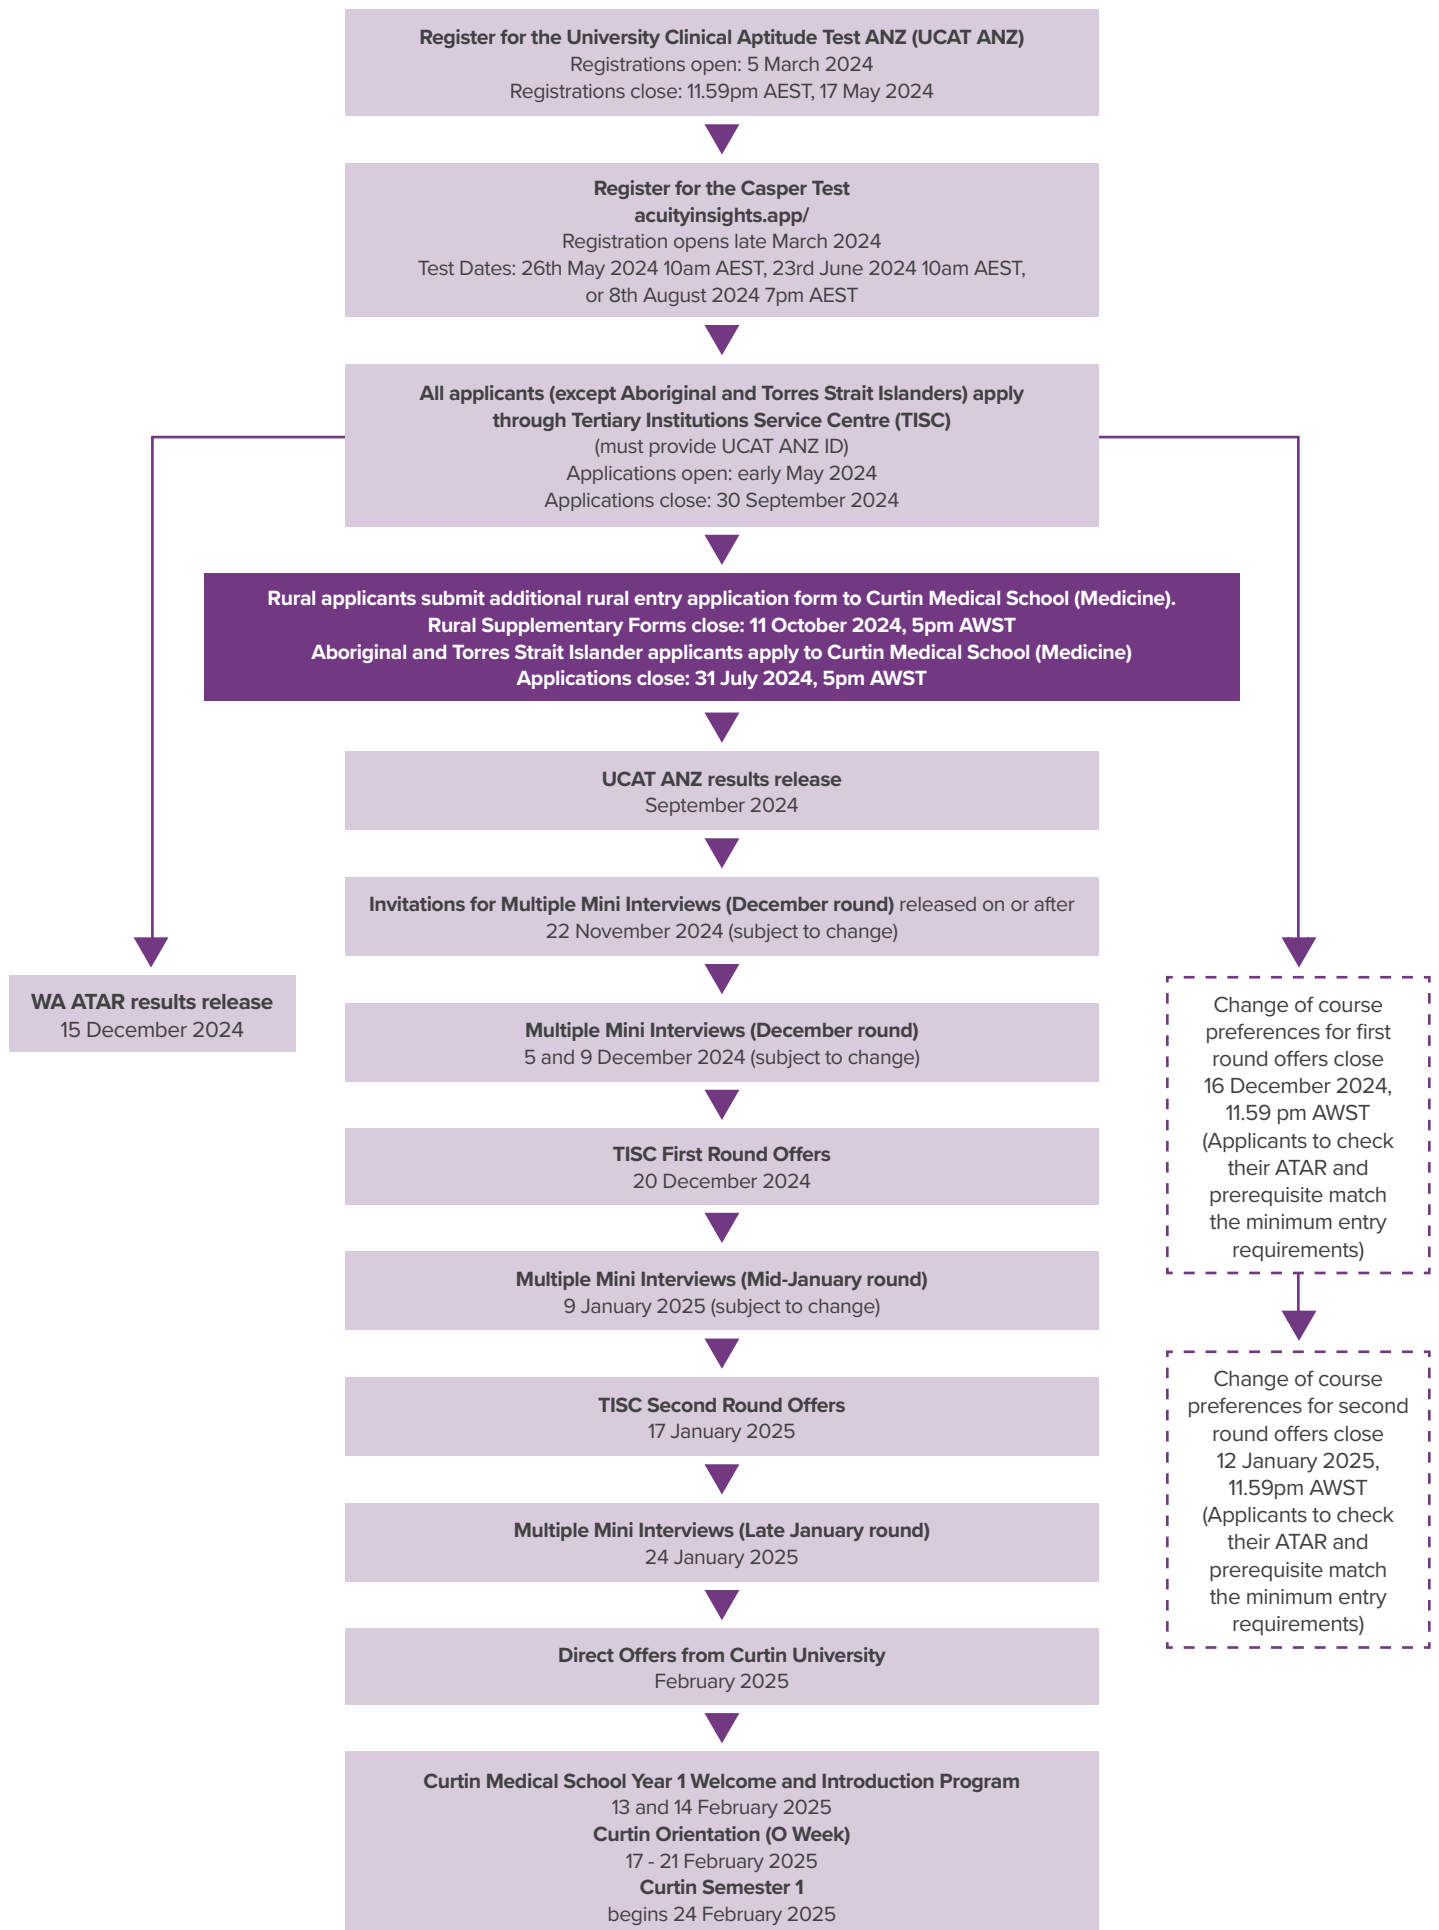 Register for the University Clinical Aptitude Test ANZ (UCAT ANZ)
Registrations open: 5 March 2024
Registrations close: 11.59pm AEST, 17 May 2024
Register for the Casper Test
acuityinsights.app/
Registration opens late March 2024
Test Dates: 26th May 2024 10am AEST, 23rd June 2024 10am AEST,
or 8th August 2024 7pm AEST
All applicants (except Aboriginal and Torres Strait Islanders) apply
through Tertiary Institutions Service Centre (TISC)
(must provide UCAT ANZ ID)
Applications open: early May 2024
Applications close: 30 September 2024
Rural applicants submit additional rural entry application form to Curtin Medical School (Medicine).
Rural Supplementary Forms close: 11 October 2024, 5pm AWST
Aboriginal and Torres Strait Islander applicants apply to Curtin Medical School (Medicine)
Applications close: 31 July 2024, 5pm AWST
UCAT ANZ results release
September 2024
Invitations for Multiple Mini Interviews (December round) released on or after
22 November 2024 (subject to change)
WA ATAR results release
15 December 2024
Multiple Mini Interviews (December round)
5 and 9 December 2024 (subject to change)
TISC First Round Offers
20 December 2024
Multiple Mini Interviews (Mid-January round)
9 January 2025 (subject to change)
TISC Second Round Offers
17 January 2025
Multiple Mini Interviews (Late January round)
24 January 2025
Direct Offers from Curtin University
February 2025
Curtin Medical School Year 1 Welcome and Introduction Program
13 and 14 February 2025
Curtin Orientation (O Week)
17 - 21 February 2025
Curtin Semester 1
begins 24 February 2025
Change of course
preferences for first
round offers close
16 December 2024,
11.59 pm AWST
(Applicants to check
their ATAR and
prerequisite match
the minimum entry
requirements)
Change of course
preferences for second
round offers close
12 January 2025,
11.59pm AWST
(Applicants to check
their ATAR and
prerequisite match
the minimum entry
requirements)